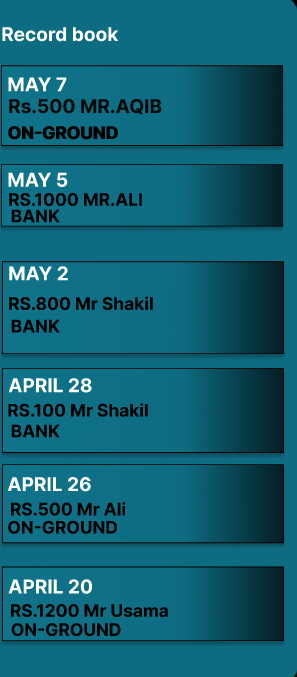 Record book
MAY 7
Rs.500 MR.AQIB
ON-GROUND
MAY 5
RS.1000 MR.ALI
BANK
MAY 2
RS.800 Mr Shakil
BANK
APRIL 28
RS.100 Mr Shakil
BANK
APRIL 26
RS.500 Mr Ali
ON-GROUND
APRIL 20
RS.1200 Mr Usama
ON-GROUND